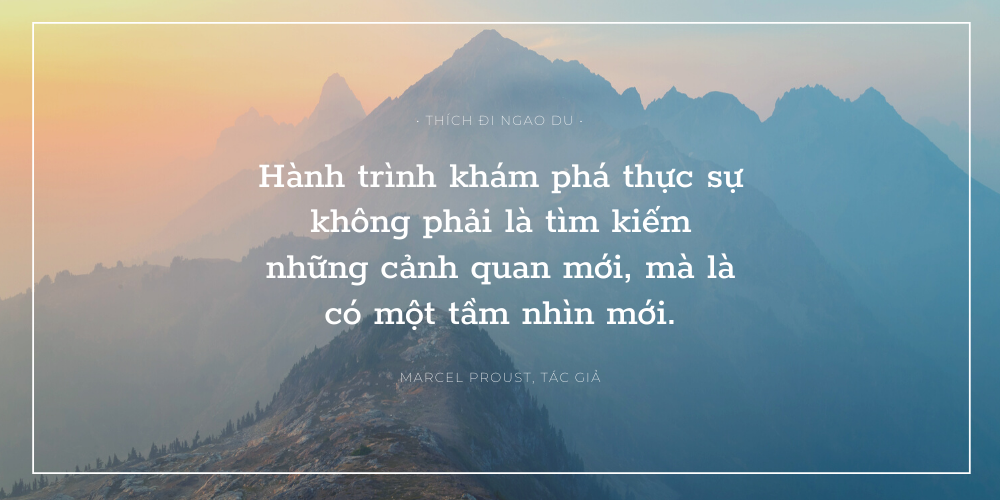 · THÍCH ĐI NGAO DU ·
Hành trình khám phá thực sự
không phải là tìm kiếm
những cảnh quan mới, mà là
có một tầm nhìn mới.
MARCEL PROUST, TÁC GIẢ